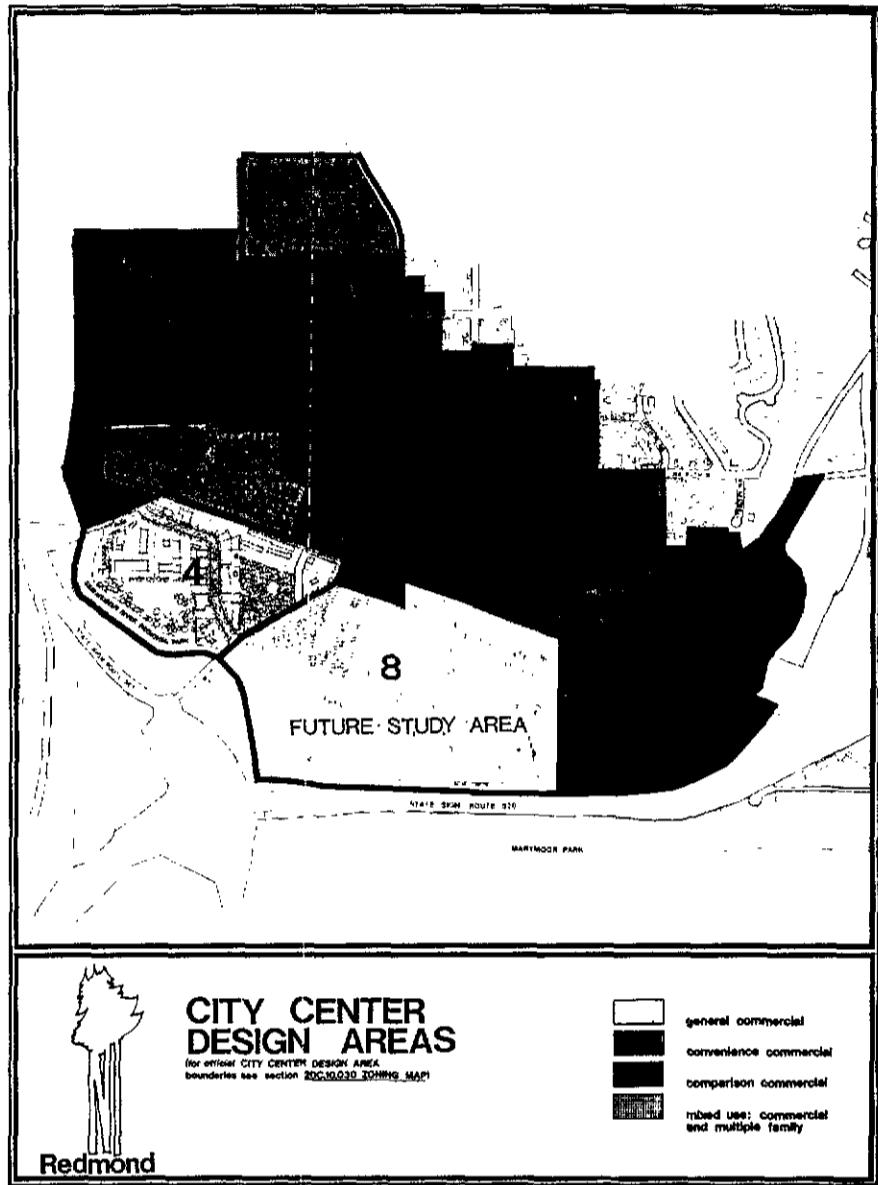 4
8
FUTURE STUDY AREA
STATE SIGN ROUTE 520
MARYMOOR PARK
CITY CENTER
DESIGN AREAS
(for official CITY CENTER DESIGN AREA
bounderies see section 20C.10.030 ZONING MAP)
general commercial
convenience commercial
comparison commercial
mixed use: commercial
and multiple family
Redmond